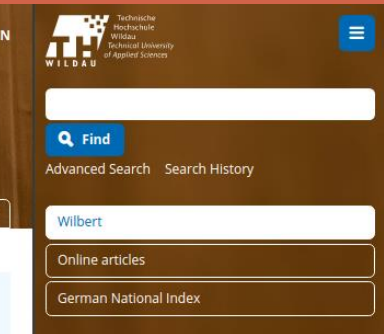 N
Technische
Hochschule
Wildau
Technical University
of Applied Sciences
TH
WILDAU
Find
Advanced Search Search History
Wilbert
Online articles
German National Index